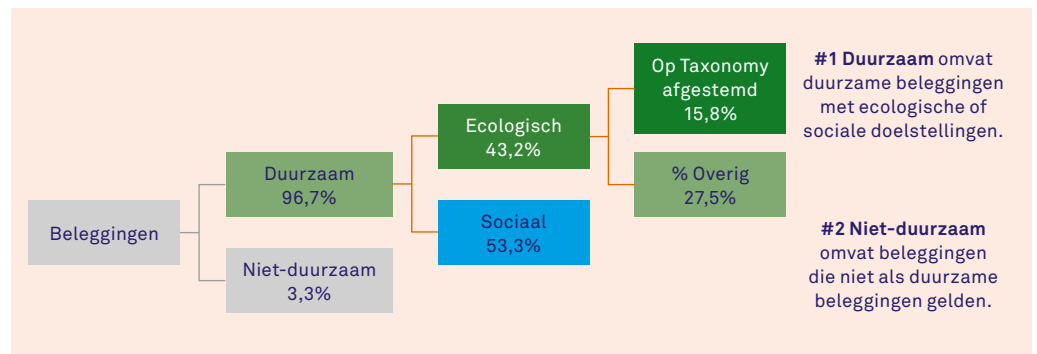 Beleggingen
Duurzaam
96,7%
Niet-duurzaam
3,3%
Ecologisch
43,2%
Sociaal
53,3%
Op Taxonomy
afgestemd
15,8%
% Overig
27,5%
#1 Duurzaam omvat
duurzame beleggingen
met ecologische of
sociale doelstellingen.
#2 Niet-duurzaam
omvat beleggingen
die niet als duurzame
beleggingen gelden.